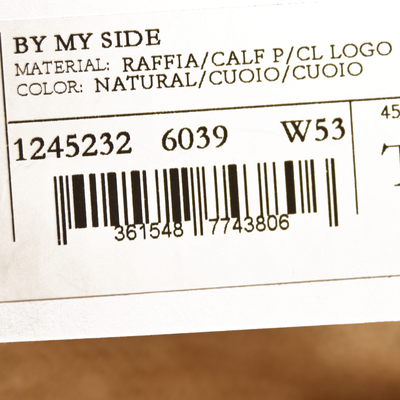 BY MY SIDE
MATERIAL: RAFFIA/CALF P/CL LOGO
COLOR: NATURAL/CUOIO/CUOIO
1245232 6039 W53
45
361548 7743806